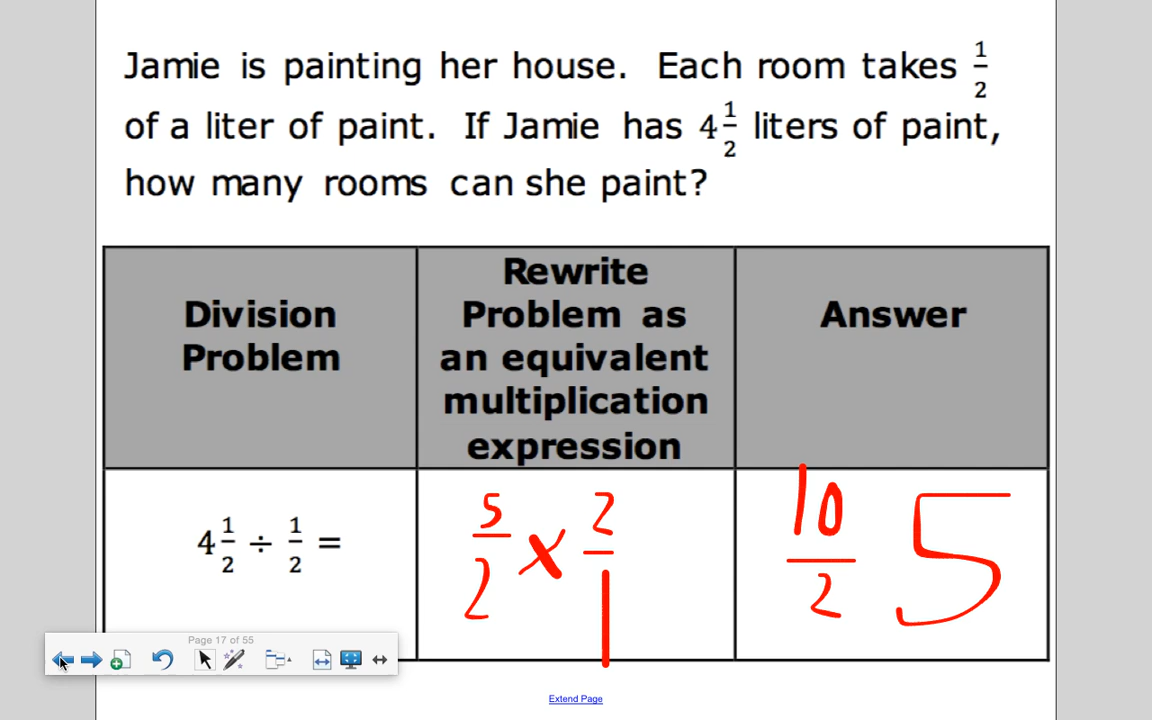 Jamie is painting her house. Each room takes 1/2
of a liter of paint. If Jamie has 4 1/2 liters of paint,
how many rooms can she paint?
Division
Problem
Rewrite
Problem as
an equivalent
multiplication
expression
Answer
4 1/2 ÷ 1/2 =
5/2 x 2/1
10/2 5
Page 17 of 55
Extend Page